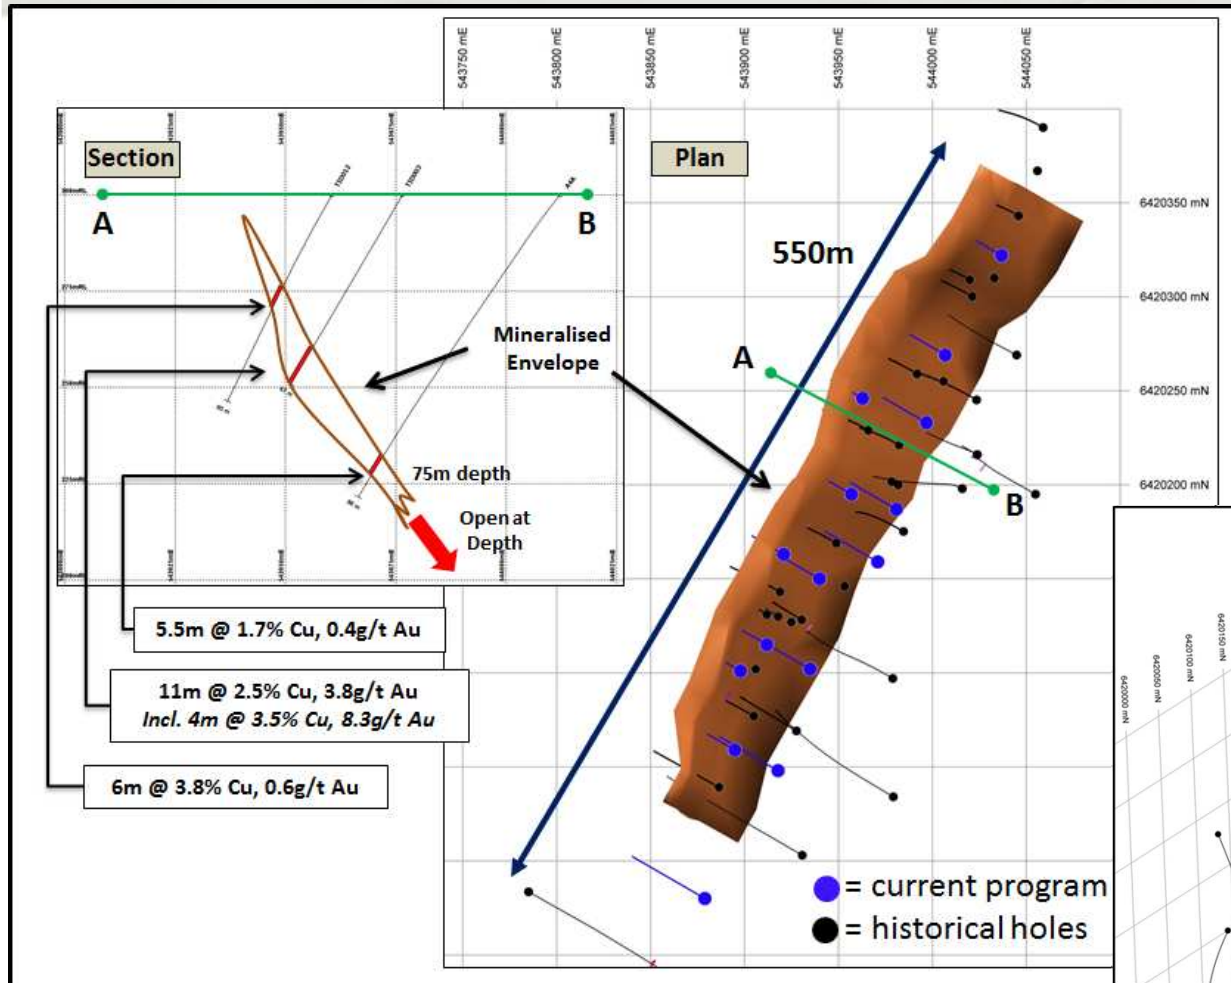 543750 mE
543800 mE
543850 mE
543900 mE
543950 mE
544000 mE
544050 mE
Section
Plan
TSD012
TSD003
A4A
A
B
550m
6420350 mN
6420300 mN
6420250 mN
6420200 mN
Mineralised
Envelope
A
B
75m depth
Open at
Depth
5.5m @ 1.7% Cu, 0.4g/t Au
11m @ 2.5% Cu, 3.8g/t Au
Incl. 4m @ 3.5% Cu, 8.3g/t Au
6m @ 3.8% Cu, 0.6g/t Au
= current program
= historical holes
6420000 mN
6420050 mN
6420100 mN
6420150 mN